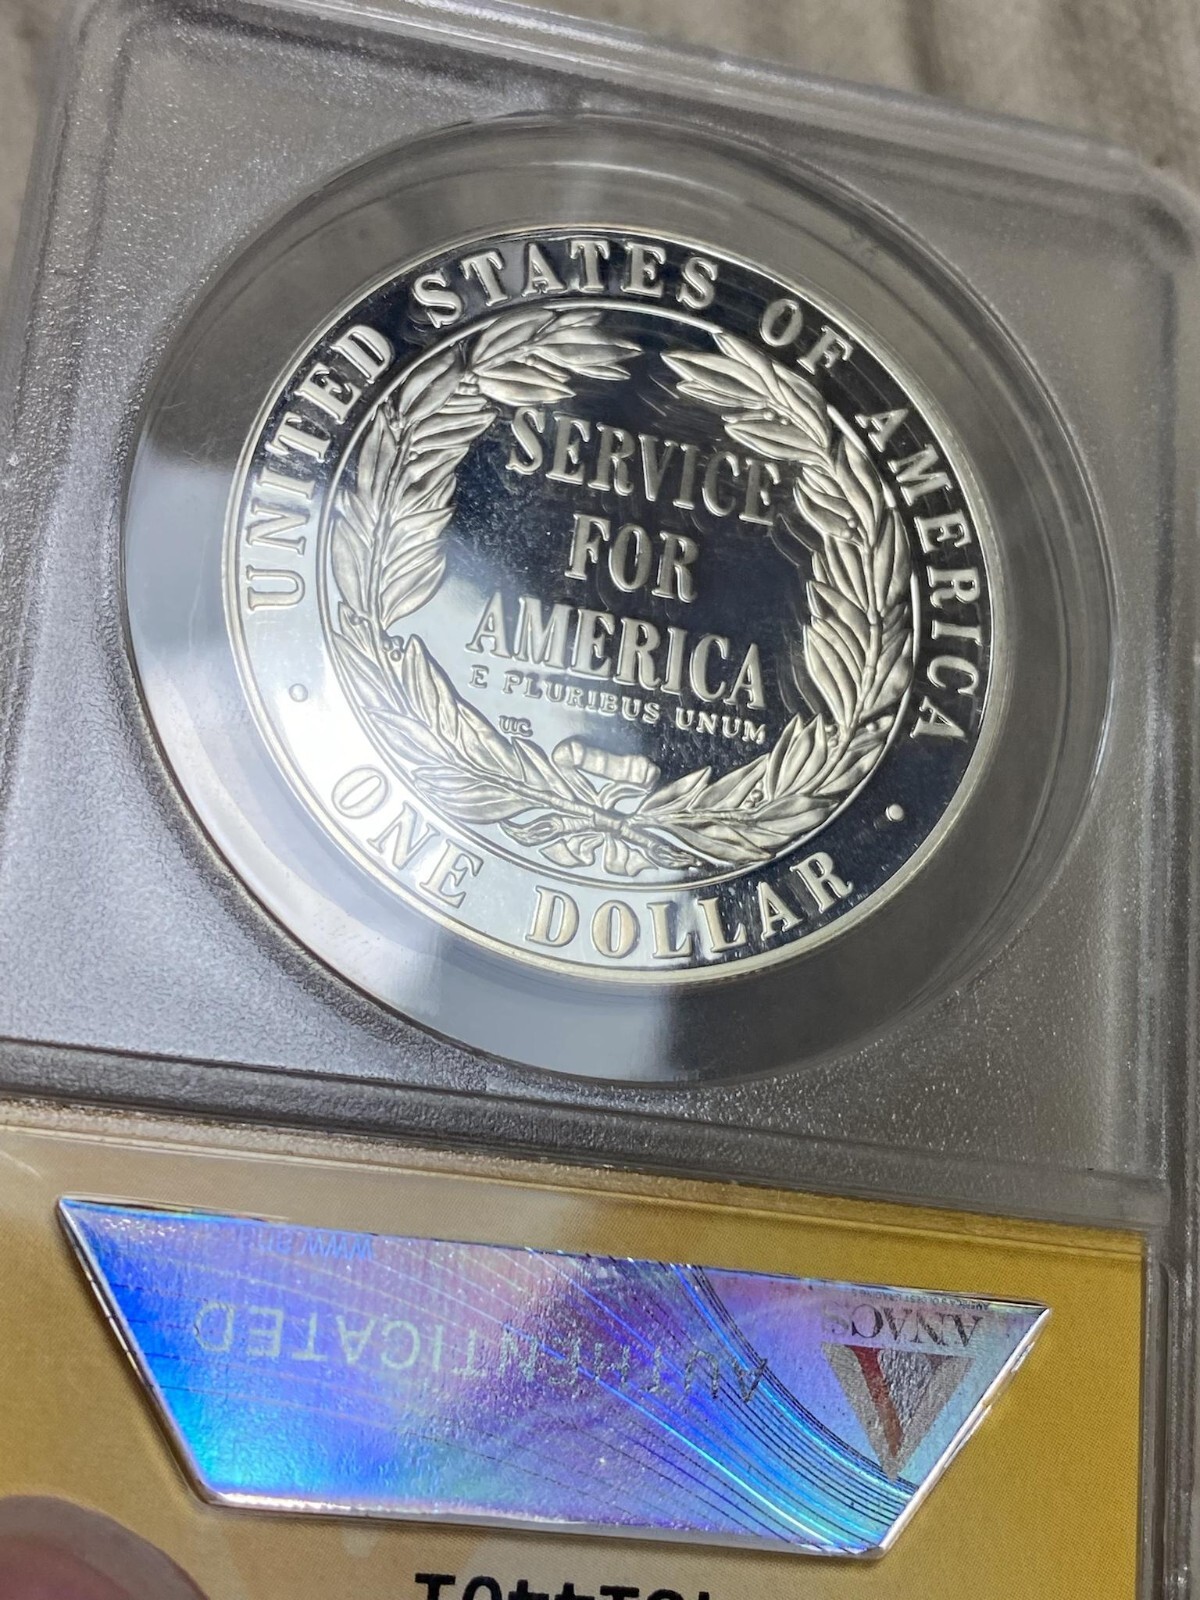 UNITED STATES OF AMERICA
SERVICE
FOR
AMERICA
E PLURIBUS UNUM
· ONE DOLLAR ·
ANACS
AUTHENTICATED